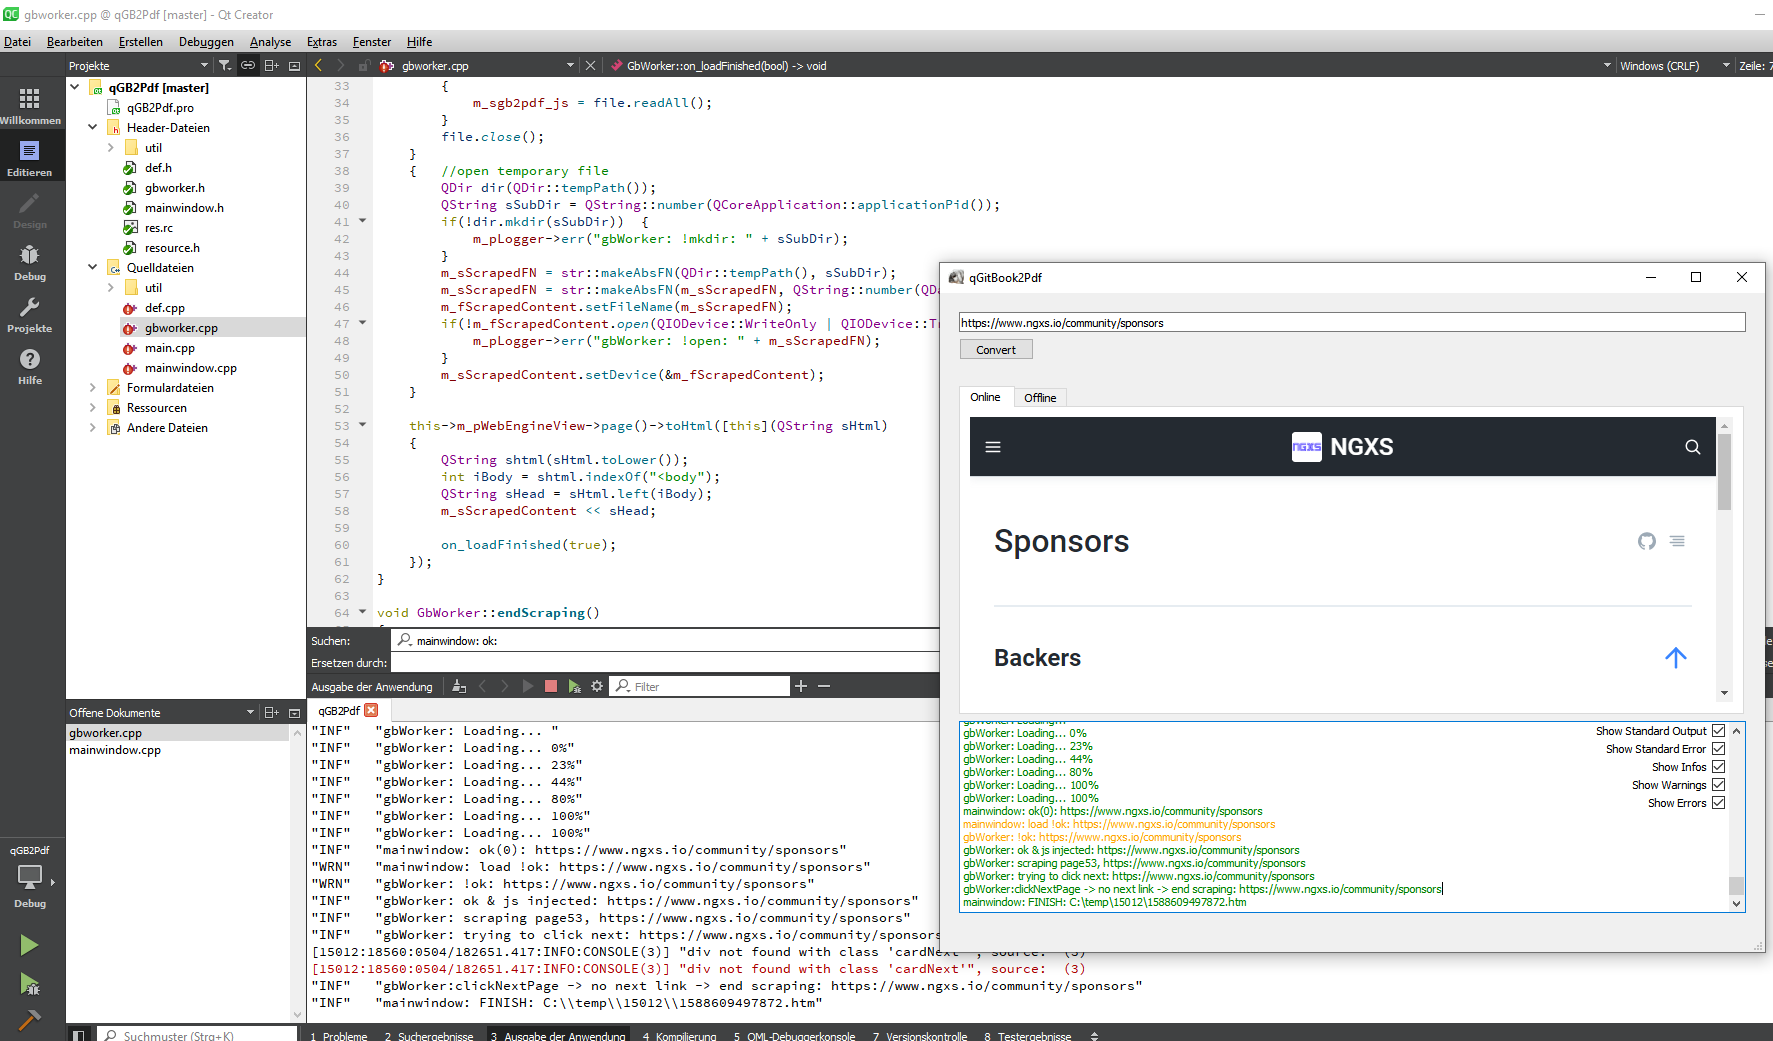 gbworker.cpp @ qGB2Pdf [master] - Qt Creator
Datei Bearbeiten Erstellen Debuggen Analyse Extras Fenster Hilfe
Projekte
gbworker.cpp
GbWorker::on_loadFinished(bool) -> void
Windows (CRLF)
Zeile: 7
Willkommen
Editieren
Design
Debug
Projekte
Hilfe
qGB2Pdf
Debug
qGB2Pdf [master]
qGB2Pdf.pro
Header-Dateien
util
def.h
gbworker.h
mainwindow.h
res.rc
resource.h
Quelldateien
util
def.cpp
gbworker.cpp
main.cpp
mainwindow.cpp
Formulardateien
Ressourcen
Andere Dateien
Offene Dokumente
gbworker.cpp
mainwindow.cpp
33 {
34 m_sgb2pdf_js = file.readAll();
35 }
36 file.close();
37 }
38 { //open temporary file
39 QDir dir(QDir::tempPath());
40 QString sSubDir = QString::number(QCoreApplication::applicationPid());
41 if(!dir.mkdir(sSubDir)) {
42 m_pLogger->err("gbWorker: !mkdir: " + sSubDir);
43 }
44 m_sScrapedFN = str::makeAbsFN(QDir::tempPath(), sSubDir);
45 m_sScrapedFN = str::makeAbsFN(m_sScrapedFN, QString::number(QDa
46 m_fScrapedContent.setFileName(m_sScrapedFN);
47 if(!m_fScrapedContent.open(QIODevice::WriteOnly | QIODevice::T
48 m_pLogger->err("gbWorker: !open: " + m_sScrapedFN);
49 }
50 m_sScrapedContent.setDevice(&m_fScrapedContent);
51 }
52
53 this->m_pWebEngineView->page()->toHtml([this](QString sHtml)
54 {
55 QString shtml(sHtml.toLower());
56 int iBody = shtml.indexOf("<body");
57 QString sHead = sHtml.left(iBody);
58 m_sScrapedContent << sHead;
59
60 on_loadFinished(true);
61 });
62 }
63
64 void GbWorker::endScraping()
Suchen: mainwindow: ok:
Ersetzen durch:
Ausgabe der Anwendung
Filter
qGB2Pdf
"INF" "gbWorker: Loading... "
"INF" "gbWorker: Loading... 0%"
"INF" "gbWorker: Loading... 23%"
"INF" "gbWorker: Loading... 44%"
"INF" "gbWorker: Loading... 80%"
"INF" "gbWorker: Loading... 100%"
"INF" "gbWorker: Loading... 100%"
"INF" "mainwindow: ok(0): https://www.ngxs.io/community/sponsors"
"WRN" "mainwindow: load !ok: https://www.ngxs.io/community/sponsors"
"WRN" "gbWorker: !ok: https://www.ngxs.io/community/sponsors"
"INF" "gbWorker: ok & js injected: https://www.ngxs.io/community/sponsors"
"INF" "gbWorker: scraping page53, https://www.ngxs.io/community/sponsors"
"INF" "gbWorker: trying to click next: https://www.ngxs.io/community/sponsors
[15012:18560:0504/182651.417:INFO:CONSOLE(3)] "div not found with class 'cardNext'", source: (3)
[15012:18560:0504/182651.417:INFO:CONSOLE(3)] "div not found with class 'cardNext'", source: (3)
"INF" "gbWorker:clickNextPage -> no next link -> end scraping: https://www.ngxs.io/community/sponsors"
"INF" "mainwindow: FINISH: C:\\temp\\15012\\1588609497872.htm"
Suchmuster (Strg+K)
1 Probleme 2 Suchergebnisse 3 Ausgabe der Anwendung 4 Kompilierung 5 QML-Debuggerkonsole 7 Versionskontrolle 8 Testergebnisse
qGitBook2Pdf
https://www.ngxs.io/community/sponsors
Convert
Online Offline
NGXS NGXS
Sponsors
Backers
gbWorker: Loading...
gbWorker: Loading... 0%
gbWorker: Loading... 23%
gbWorker: Loading... 44%
gbWorker: Loading... 80%
gbWorker: Loading... 100%
gbWorker: Loading... 100%
mainwindow: ok(0): https://www.ngxs.io/community/sponsors
mainwindow: load !ok: https://www.ngxs.io/community/sponsors
gbWorker: !ok: https://www.ngxs.io/community/sponsors
gbWorker: ok & js injected: https://www.ngxs.io/community/sponsors
gbWorker: scraping page53, https://www.ngxs.io/community/sponsors
gbWorker: trying to click next: https://www.ngxs.io/community/sponsors
gbWorker:clickNextPage -> no next link -> end scraping: https://www.ngxs.io/community/sponsors
mainwindow: FINISH: C:\temp\15012\1588609497872.htm
Show Standard Output
Show Standard Error
Show Infos
Show Warnings
Show Errors